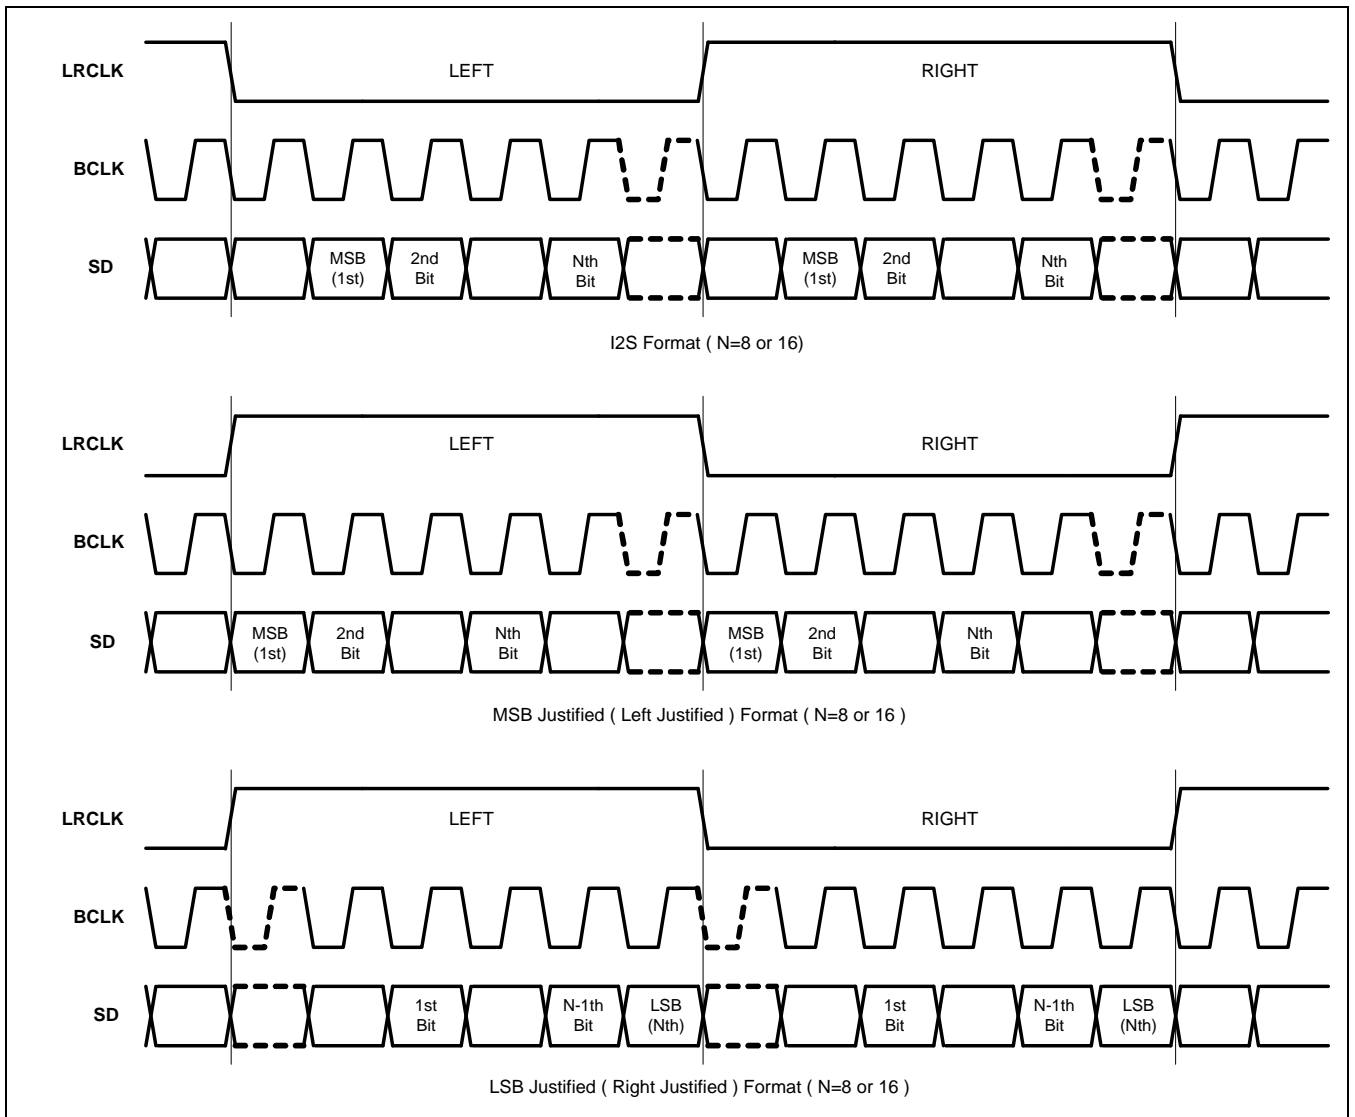 LRCLK
LEFT
RIGHT
BCLK
SD
MSB
(1st)
2nd
Bit
Nth
Bit
MSB
(1st)
2nd
Bit
Nth
Bit
I2S Format ( N=8 or 16)
LRCLK
LEFT
RIGHT
BCLK
SD
MSB
(1st)
2nd
Bit
Nth
Bit
MSB
(1st)
2nd
Bit
Nth
Bit
MSB Justified ( Left Justified ) Format ( N=8 or 16 )
LRCLK
LEFT
RIGHT
BCLK
SD
1st
Bit
N-1th
Bit
LSB
(Nth)
1st
Bit
N-1th
Bit
LSB
(Nth)
LSB Justified ( Right Justified ) Format ( N=8 or 16 )